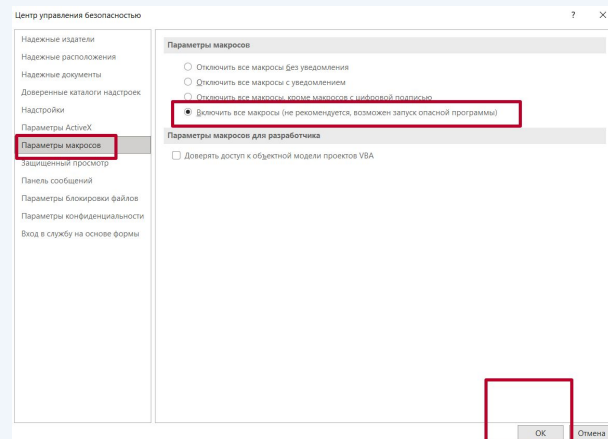 Центр управления безопасностью
Надежные издатели
Надежные расположения
Надежные документы
Доверенные каталоги надстроек
Надстройки
Параметры ActiveX
Параметры макросов
Защищенный просмотр
Панель сообщений
Параметры блокировки файлов
Параметры конфиденциальности
Вход в службу на основе формы
Параметры макросов
Отключить все макросы без уведомления
Отключить все макросы с уведомлением
Отключить все макросы, кроме макросов с цифровой подписью
Включить все макросы (не рекомендуется, возможен запуск опасной программы)
Параметры макросов для разработчика
Доверять доступ к объектной модели проектов VBA
ОК Отмена